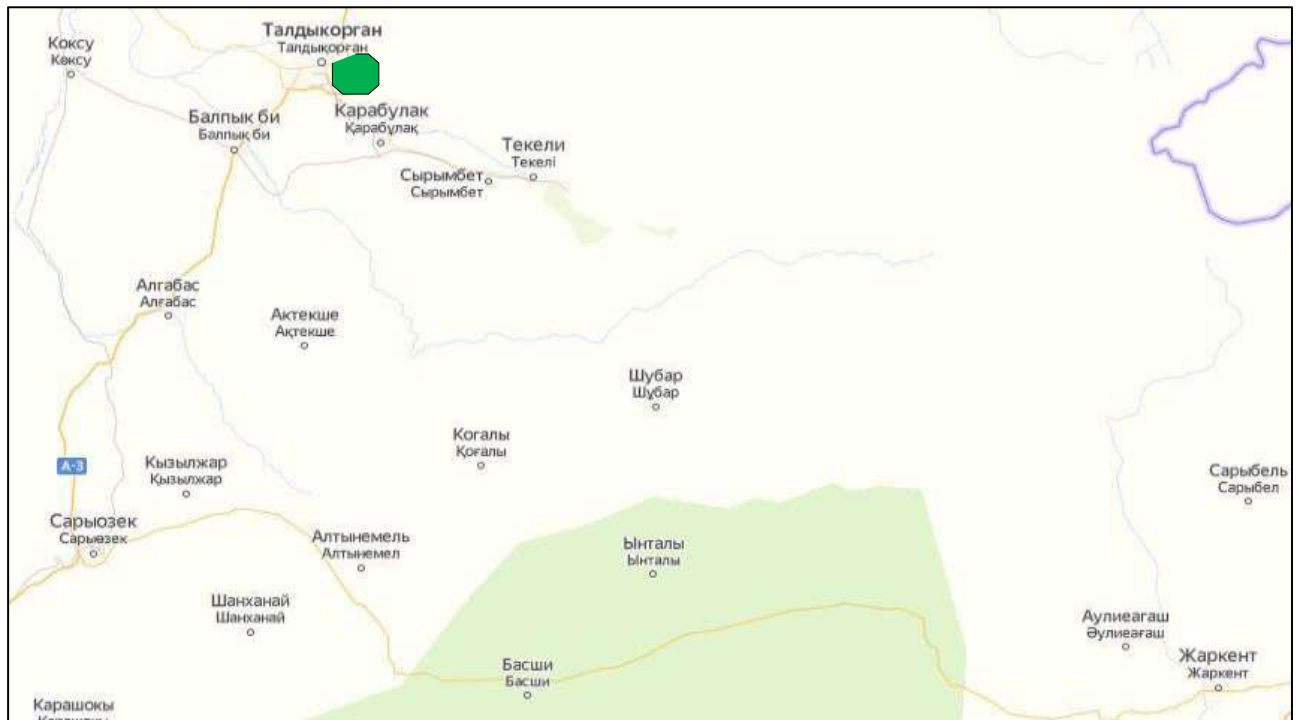 Талдыкорган
Талдықорған
Коксу
Көксу
Балпык би
Балпық би
Карабулак
Қарабұлақ
Текели
Текелі
Сырымбет
Сырымбет
Алгабас
Алғабас
Актекше
Ақтекше
Шубар
Шұбар
Когалы
Қоғалы
A-3
Кызылжар
Қызылжар
Сарыбель
Сарыбел
Сарыозек
Сарыөзек
Алтынемель
Алтынемел
Ынталы
Ынталы
Шанханай
Шанханай
Аулиеагаш
Әулиеағаш
Басши
Басши
Жаркент
Жаркент
Карашокы